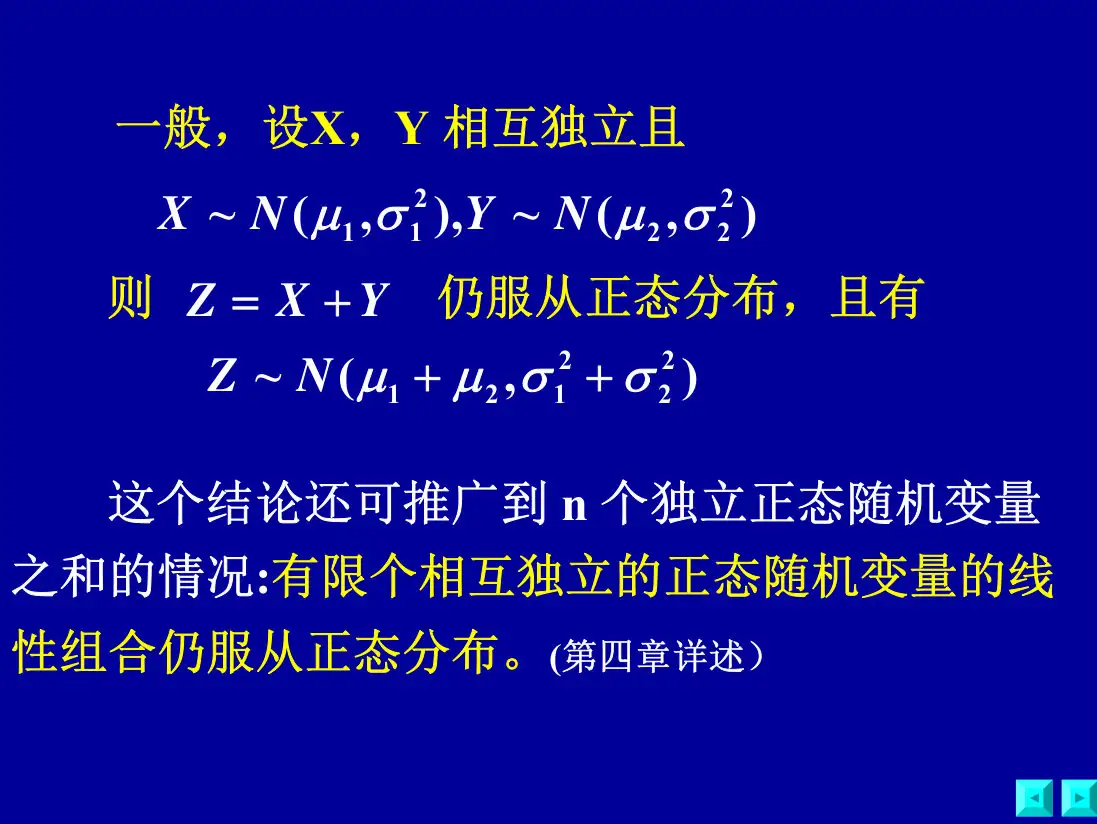 一般，设X，Y 相互独立且
X ~ N(μ₁,σ₁²),Y ~ N(μ₂,σ₂²)
则 Z = X + Y 仍服从正态分布，且有
Z ~ N(μ₁ + μ₂,σ₁² + σ₂²)
这个结论还可推广到 n 个独立正态随机变量
之和的情况:有限个相互独立的正态随机变量的线
性组合仍服从正态分布。(第四章详述）